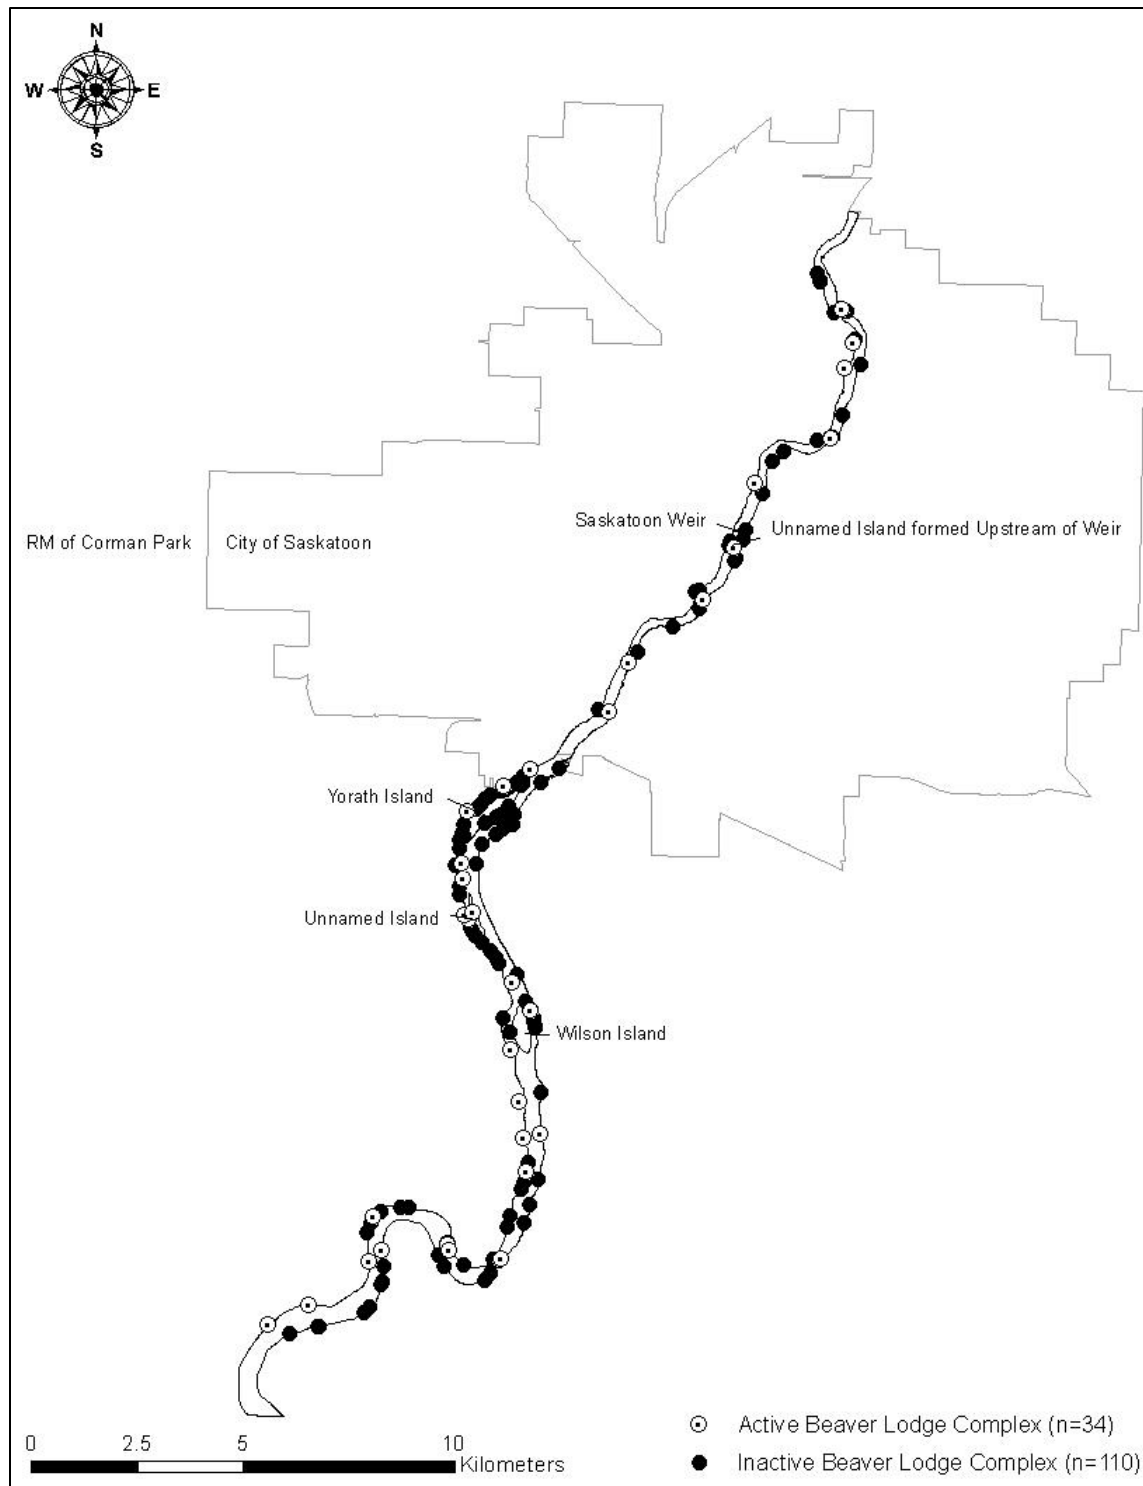 N
W E
S
Saskatoon Weir
Unnamed Island formed Upstream of Weir
RM of Corman Park
City of Saskatoon
Yorath Island
Unnamed Island
Wilson Island
Active Beaver Lodge Complex (n=34)
0 2.5 5 10
Kilometers
Inactive Beaver Lodge Complex (n=110)